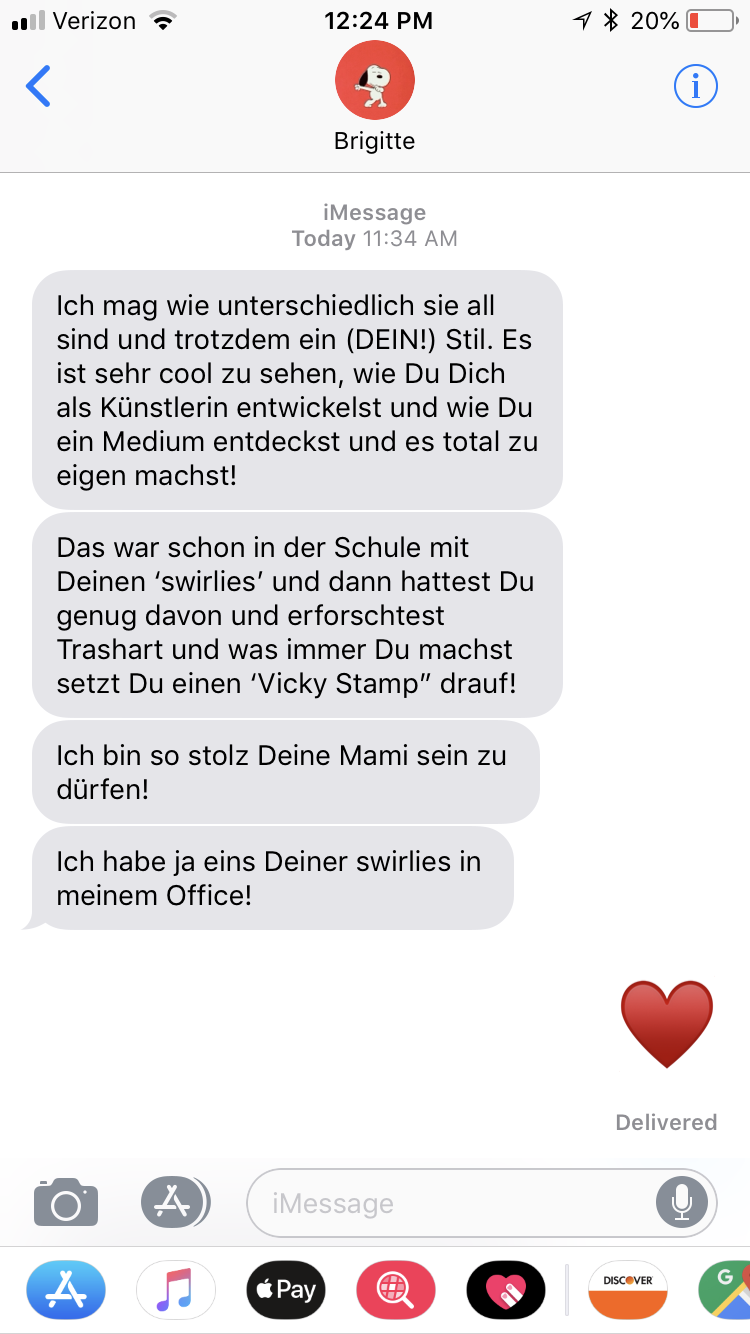 Verizon 12:24 PM 20%
Brigitte
iMessage
Today 11:34 AM
Ich mag wie unterschiedlich sie all
sind und trotzdem ein (DEIN!) Stil. Es
ist sehr cool zu sehen, wie Du Dich
als Künstlerin entwickelst und wie Du
ein Medium entdeckst und es total zu
eigen machst!
Das war schon in der Schule mit
Deinen ‘swirlies’ und dann hattest Du
genug davon und erforschtest
Trashart und was immer Du machst
setzt Du einen ‘Vicky Stamp” drauf!
Ich bin so stolz Deine Mami sein zu
dürfen!
Ich habe ja eins Deiner swirlies in
meinem Office!
Delivered
iMessage
Pay DISCOVER G